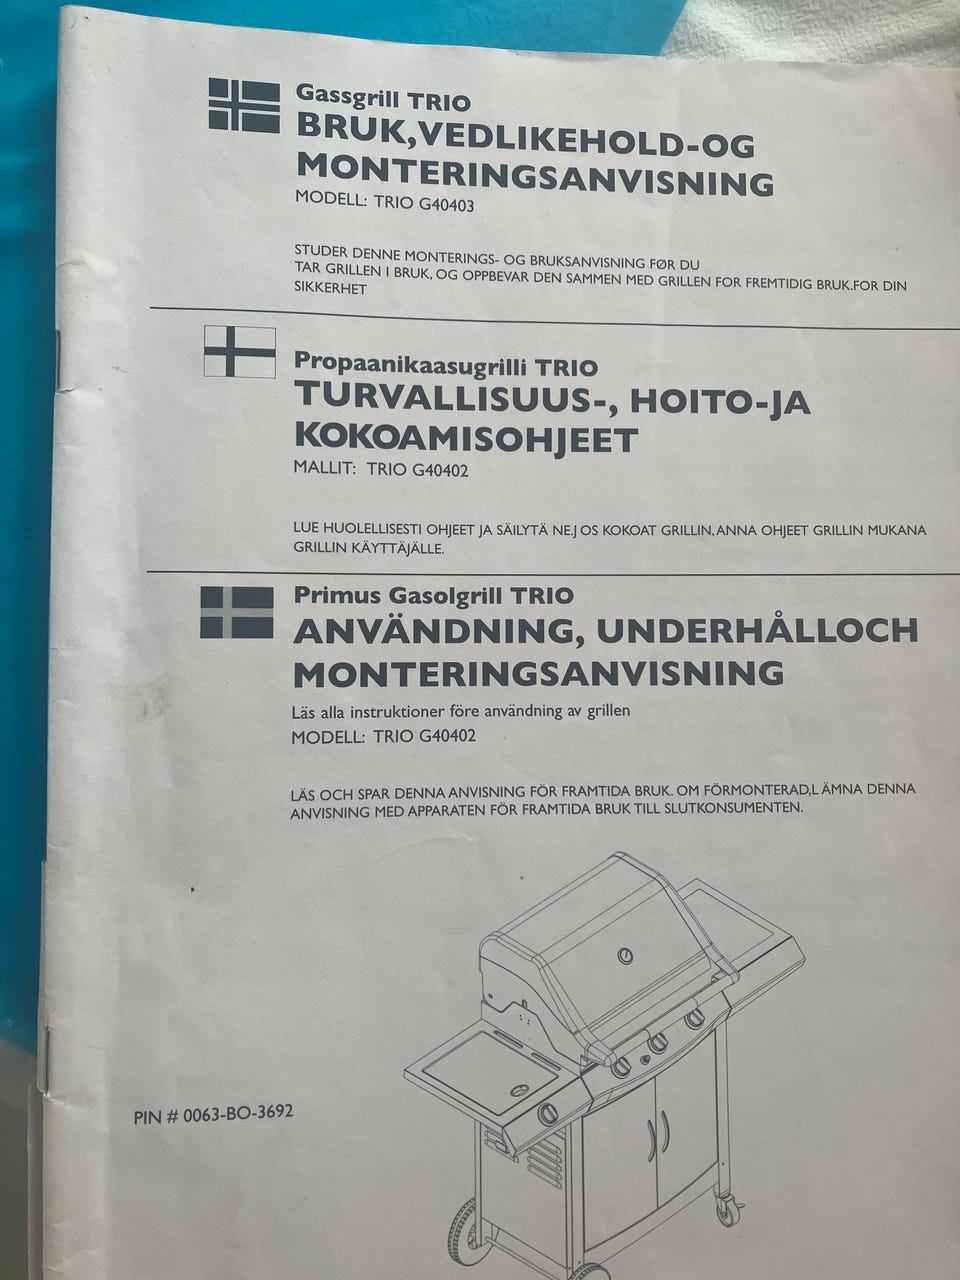 Gassgrill TRIO
BRUK,VEDLIKEHOLD-OG
MONTERINGSANVISNING
MODELL: TRIO G40403
STUDER DENNE MONTERINGS- OG BRUKSANVISNING FØR DU
TAR GRILLEN I BRUK, OG OPPBEVAR DEN SAMMEN MED GRILLEN FOR FREMTIDIG BRUK.FOR DIN
SIKKERHET
Propaanikaasugrilli TRIO
TURVALLISUUS-, HOITO-JA
KOKOAMISOHJEET
MALLIT: TRIO G40402
LUE HUOLELLISESTI OHJEET JA SÄILYTÄ NE.J OS KOKOAT GRILLIN,ANNA OHJEET GRILLIN MUKANA
GRILLIN KÄYTTÄJÄLLE.
Primus Gasolgrill TRIO
ANVÄNDNING, UNDERHÅLLOCH
MONTERINGSANVISNING
Läs alla instruktioner före användning av grillen
MODELL: TRIO G40402
LÄS OCH SPAR DENNA ANVISNING FÖR FRAMTIDA BRUK. OM FÖRMONTERAD,L ÄMNA DENNA
ANVISNING MED APPARATEN FÖR FRAMTIDA BRUK TILL SLUTKONSUMENTEN.
PIN # 0063-BO-3692